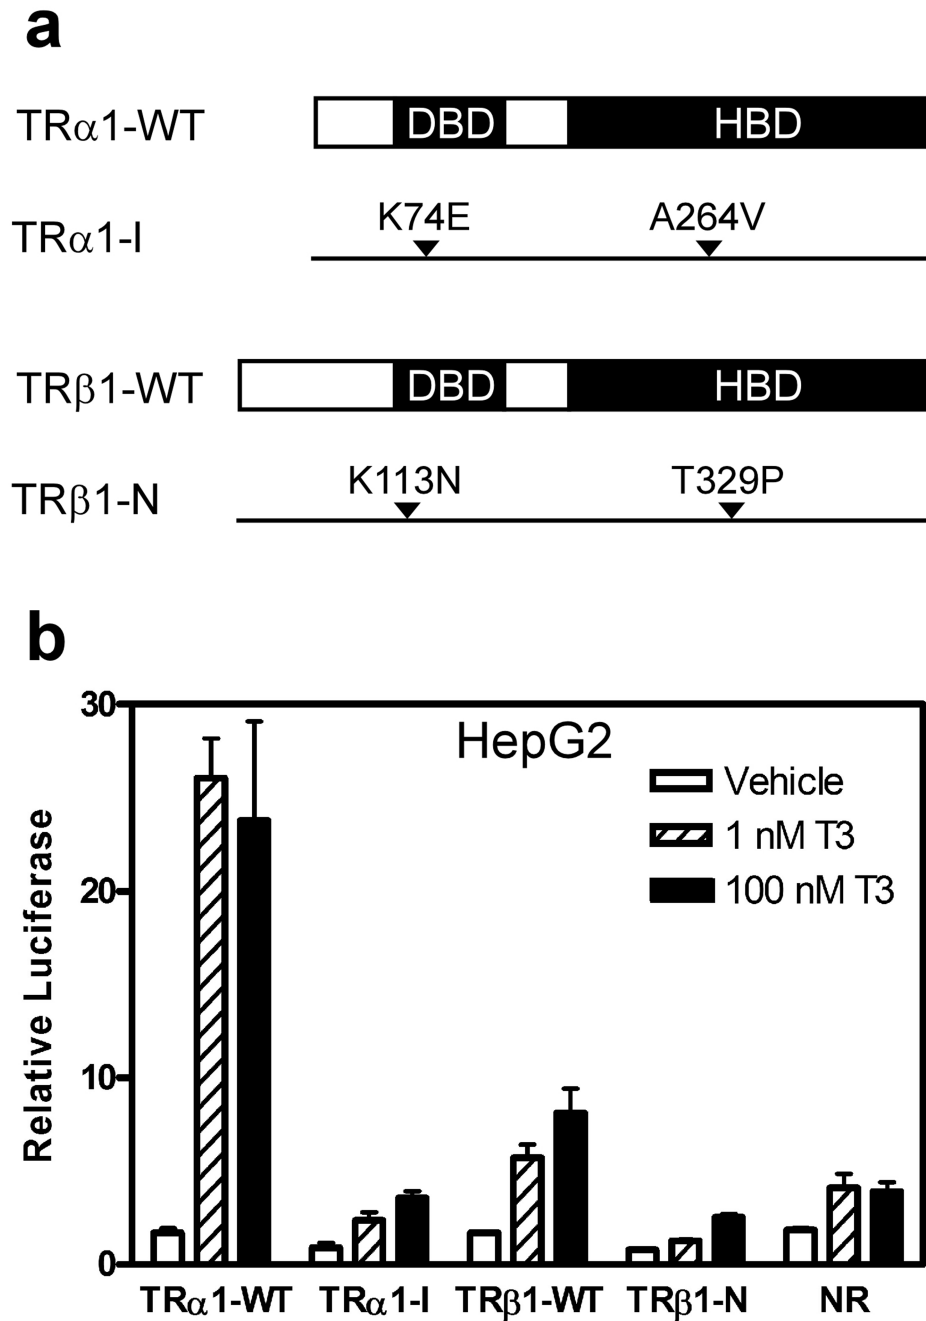 a
TRα1-WT DBD HBD
K74E A264V
TRα1-I
TRβ1-WT DBD HBD
K113N T329P
TRβ1-N
b
30
HepG2
Vehicle
1 nM T3
100 nM T3
20
10
0
Relative Luciferase
TRα1-WT TRα1-I TRβ1-WT TRβ1-N NR